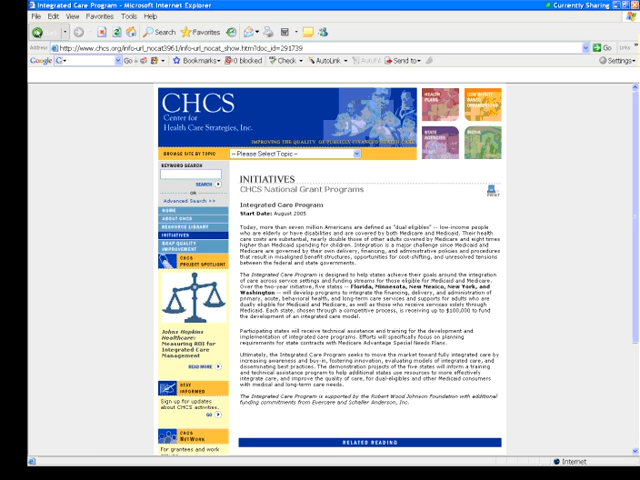 Integrated Care Program - Microsoft Internet Explorer
Currently Sharing
File Edit View Favorites Tools Help
Back Search Favorites
Address http://www.chcs.org/info-url_nocat3961/info-url_nocat_show.htm?doc_id=291739 Go Links
Google Go Bookmarks 0 blocked Check AutoLink AutoFill Send to Settings
CHCS
Center for
Health Care Strategies, Inc.
IMPROVING THE QUALITY OF PUBLICLY FINANCED HEALTH CARE
HEALTH PLANS
STATE AGENCIES
MEDIA
BROWSE SITE BY TOPIC
-- Please Select Topic --
KEYWORD SEARCH
SEARCH
OR
Advanced Search >>
HOME
ABOUT CHCS
RESOURCE LIBRARY
INITIATIVES
BCAP QUALITY IMPROVEMENT
CHCS
PROJECT SPOTLIGHT
Johns Hopkins
Healthcare:
Measuring ROI for
Integrated Care
Management
READ MORE
STAY
INFORMED
Sign up for updates
about CHCS activities.
GO
CHCS
NETWORK
For grantees and work
INITIATIVES
CHCS National Grant Programs
PRINT
Integrated Care Program
Start Date: August 2005
Today, more than seven million Americans are defined as "dual eligibles" -- low-income people
who are elderly or have disabilities and are covered by both Medicare and Medicaid. Their health
care costs are substantial, nearly double those of other adults covered by Medicare and eight times
higher than Medicaid spending for children. Integration is a major challenge since Medicaid and
Medicare are governed by their own delivery, financing, and administrative policies and procedures
that result in misaligned benefit structures, opportunities for cost-shifting, and unresolved tensions
between the federal and state governments.
The Integrated Care Program is designed to help states achieve their goals around the integration
of care across service settings and funding streams for those eligible for Medicaid and Medicare.
Over the two-year initiative, five states -- Florida, Minnesota, New Mexico, New York, and
Washington -- will develop programs to integrate the financing, delivery, and administration of
primary, acute, behavioral health, and long-term care services and supports for adults who are
dually eligible for Medicaid and Medicare, as well as those who receive services solely through
Medicaid. Each state, chosen through a competitive process, is receiving up to $100,000 to fund
the development of an integrated care model.
Participating states will receive technical assistance and training for the development and
implementation of integrated care programs. Efforts will specifically focus on planning
requirements for state contracts with Medicare Advantage Special Needs Plans.
Ultimately, the Integrated Care Program seeks to move the market toward fully integrated care by
increasing awareness and buy-in, fostering innovation, evaluating models of integrated care, and
disseminating best practices. The demonstration projects of the five states will inform a training
and technical assistance program to help additional states use resources to more effectively
integrate care, and improve the quality of care, for dual-eligibles and other Medicaid consumers
with medical and long-term care needs.
The Integrated Care Program is supported by the Robert Wood Johnson Foundation with additional
funding commitments from Evercare and Schaller Anderson, Inc.
RELATED READING
Internet